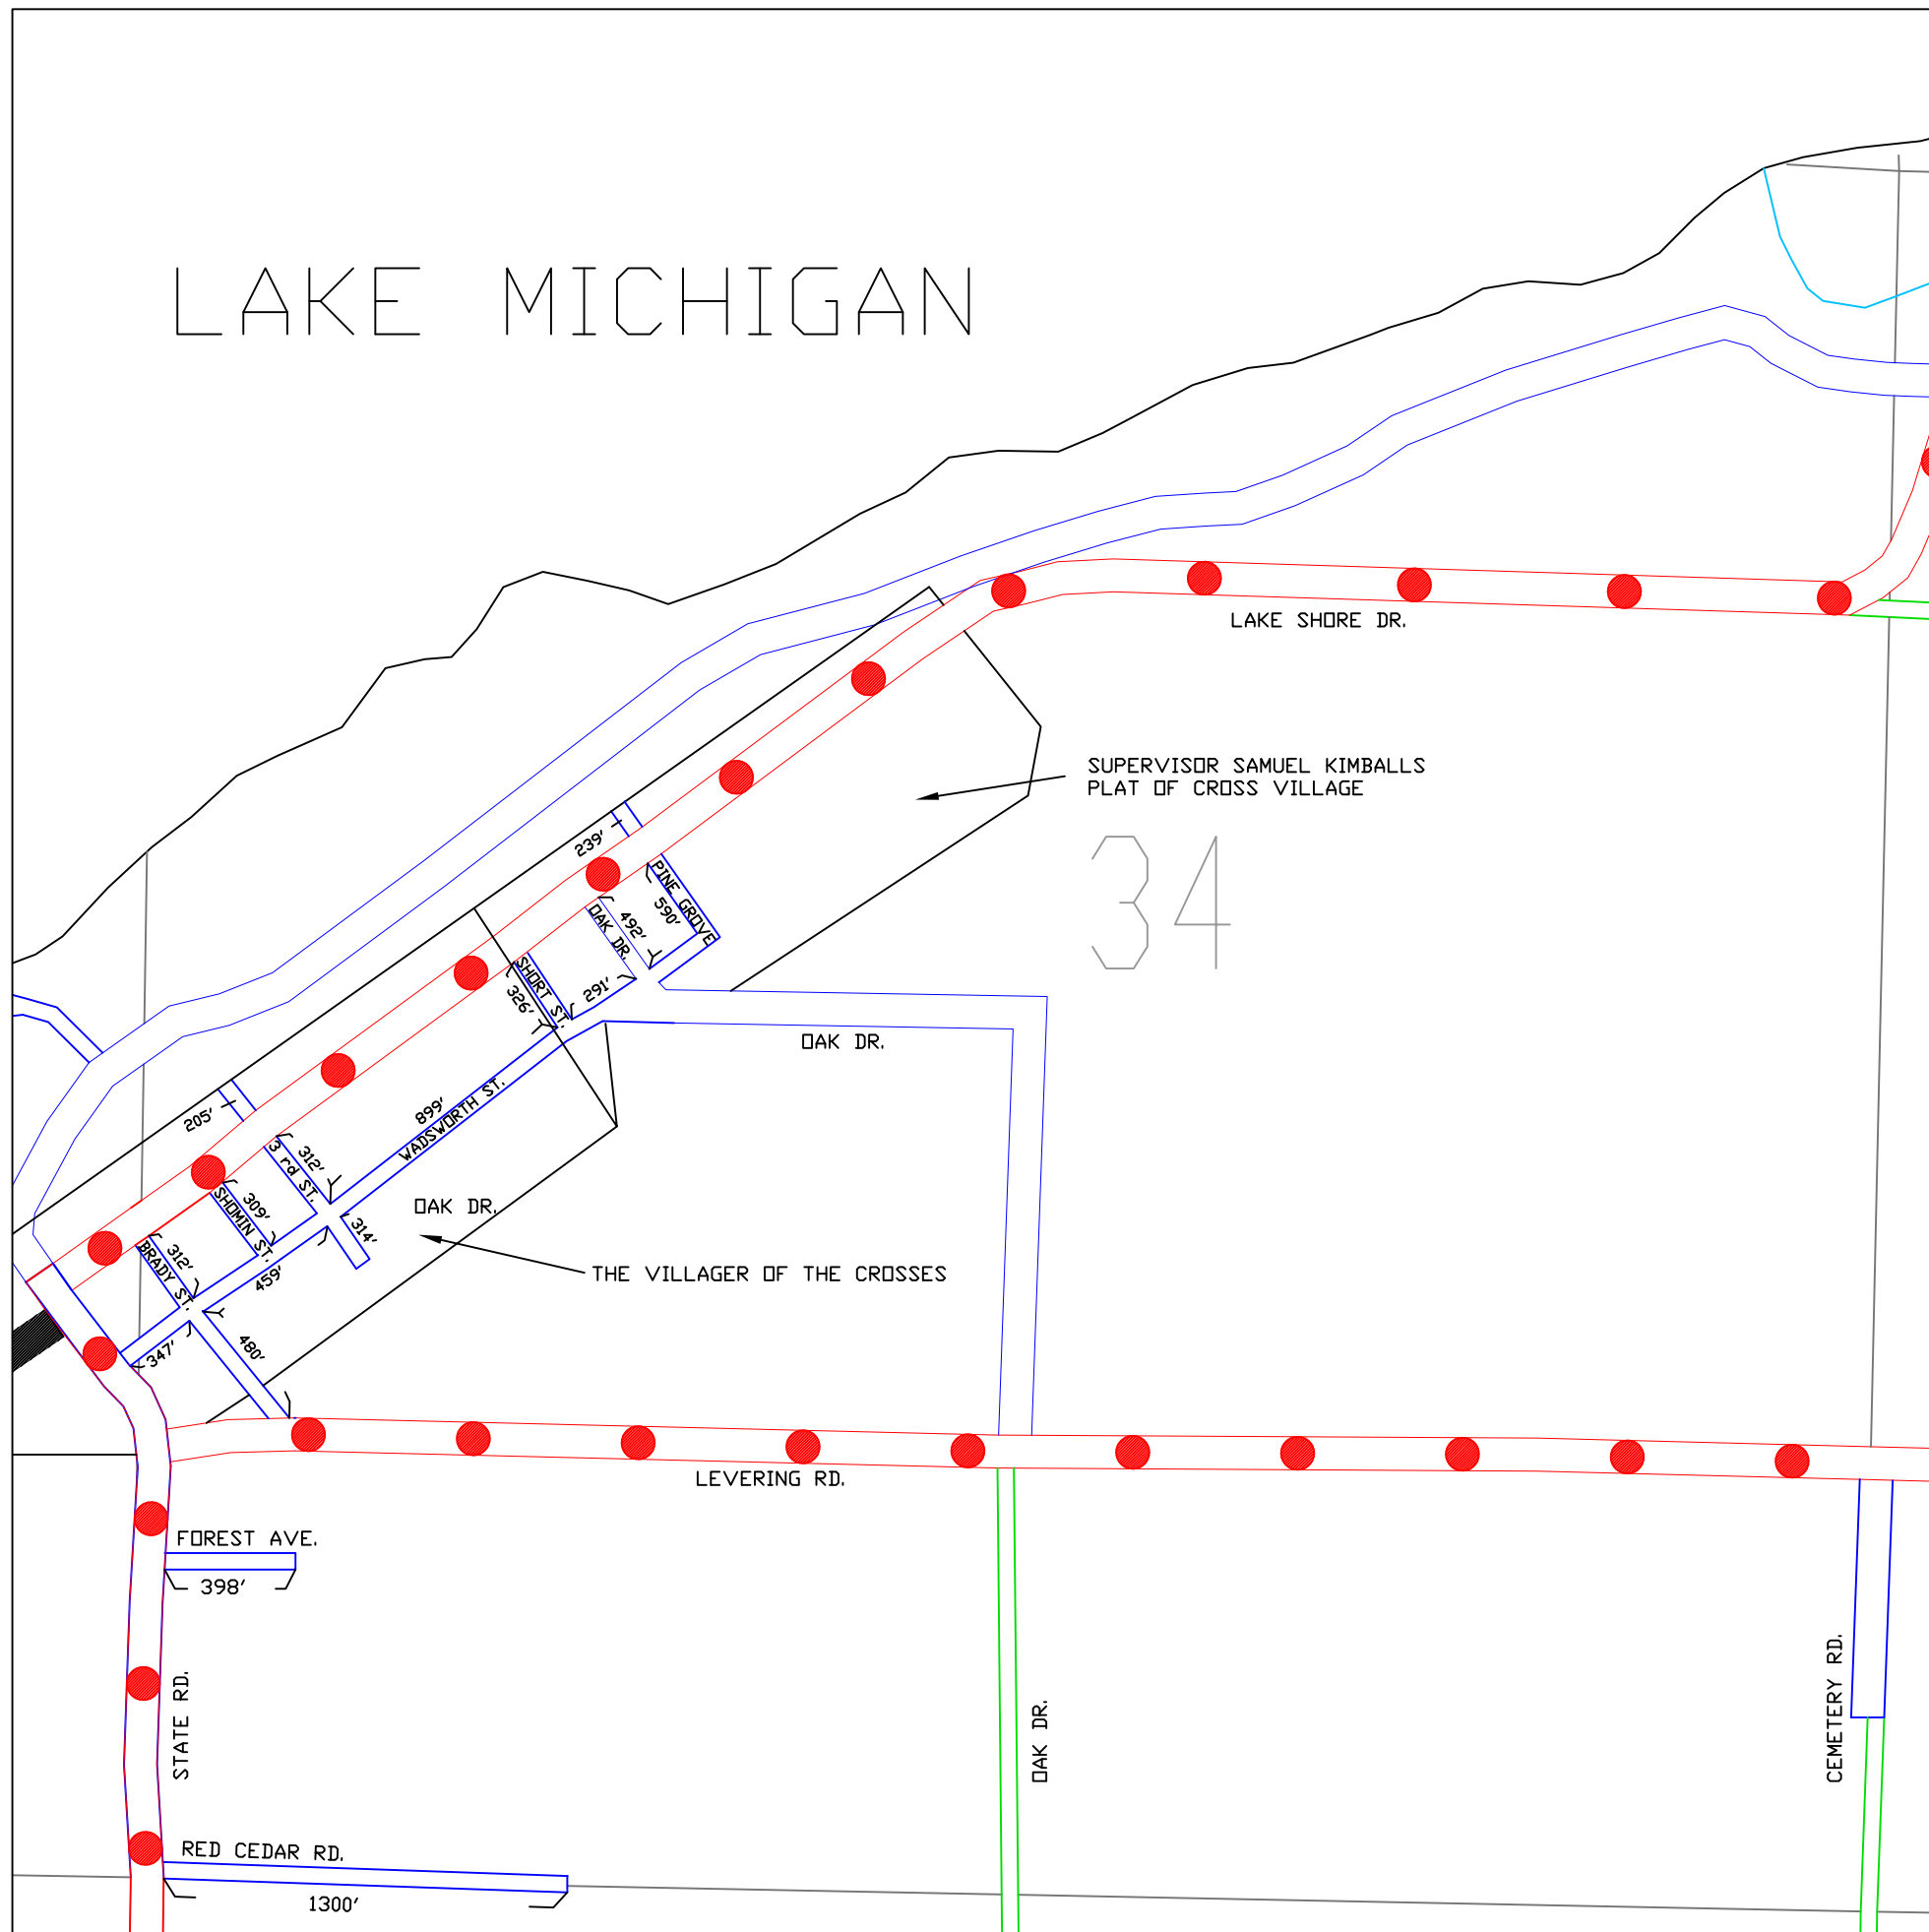 LAKE MICHIGAN
LAKE SHORE DR.
SUPERVISOR SAMUEL KIMBALLS
PLAT OF CROSS VILLAGE
34
239'
PINE GROVE
590'
492'
OAK DR.
SHORT ST.
326'
291'
OAK DR.
899'
WADSWORTH ST.
205'
3 rd ST.
312'
SHOMIN ST.
309'
314'
OAK DR.
BRADY ST.
312'
459'
THE VILLAGER OF THE CROSSES
347'
480'
LEVERING RD.
FOREST AVE.
398'
STATE RD.
OAK DR.
CEMETERY RD.
RED CEDAR RD.
1300'